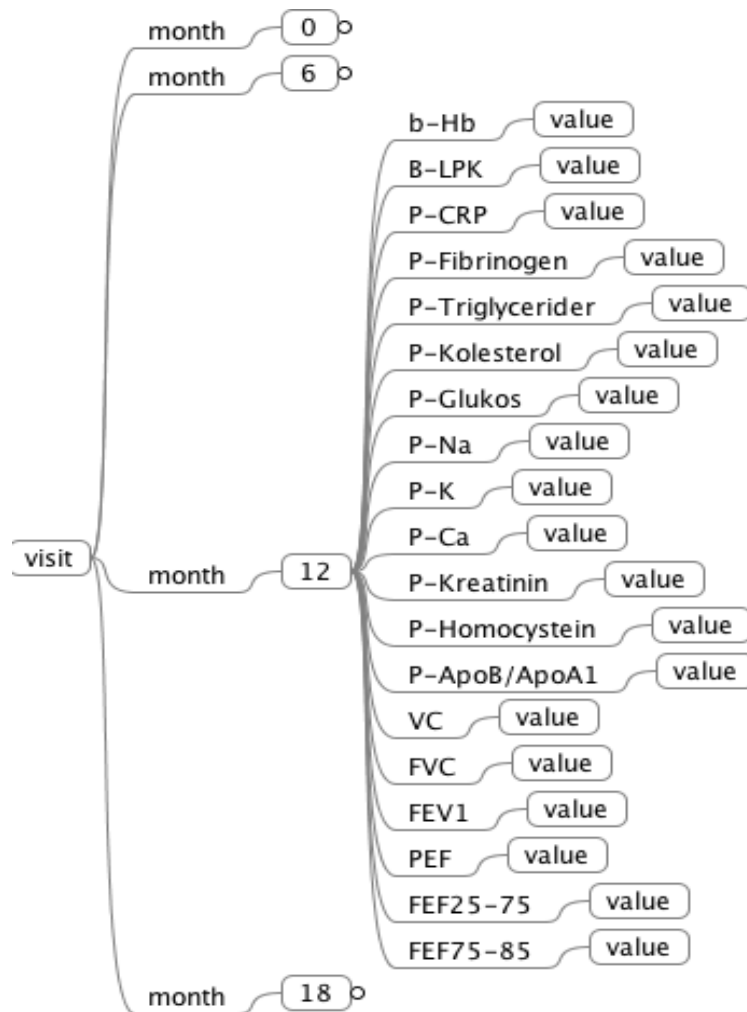 month 0
month 6
b-Hb value
B-LPK value
P-CRP value
P-Fibrinogen value
P-Triglycerider value
P-Kolesterol value
P-Glukos value
P-Na value
P-K value
P-Ca value
visit
month 12
P-Kreatinin value
P-Homocystein value
P-ApoB/ApoA1 value
VC value
FVC value
FEV1 value
PEF value
FEF25-75 value
FEF75-85 value
month 18